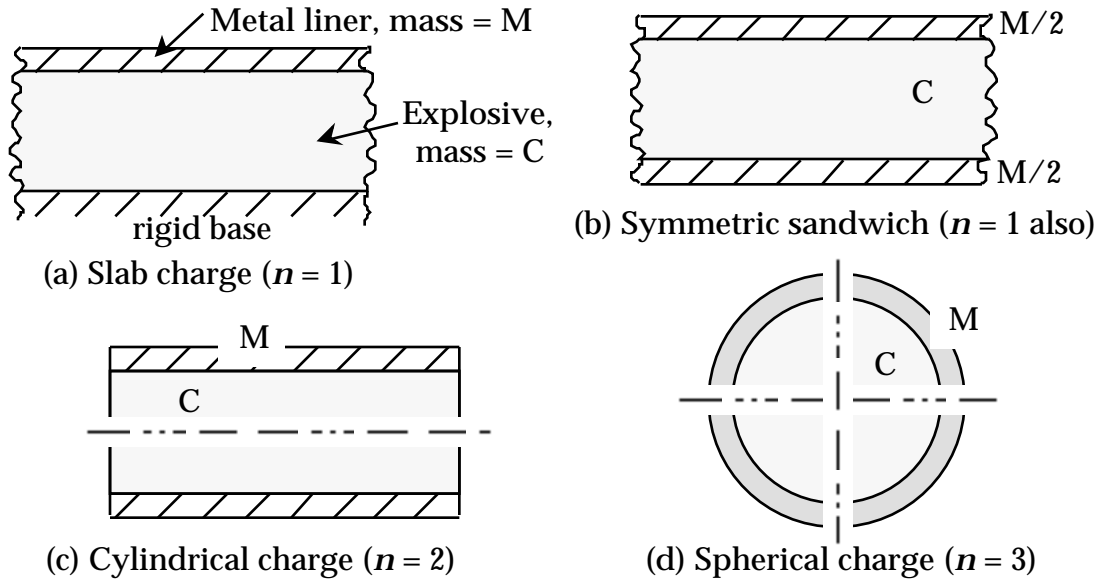 Metal liner, mass = M
Explosive,
mass = C
rigid base
(a) Slab charge (n = 1)
M/2
C
M/2
(b) Symmetric sandwich (n = 1 also)
M
C
(c) Cylindrical charge (n = 2)
M
C
(d) Spherical charge (n = 3)